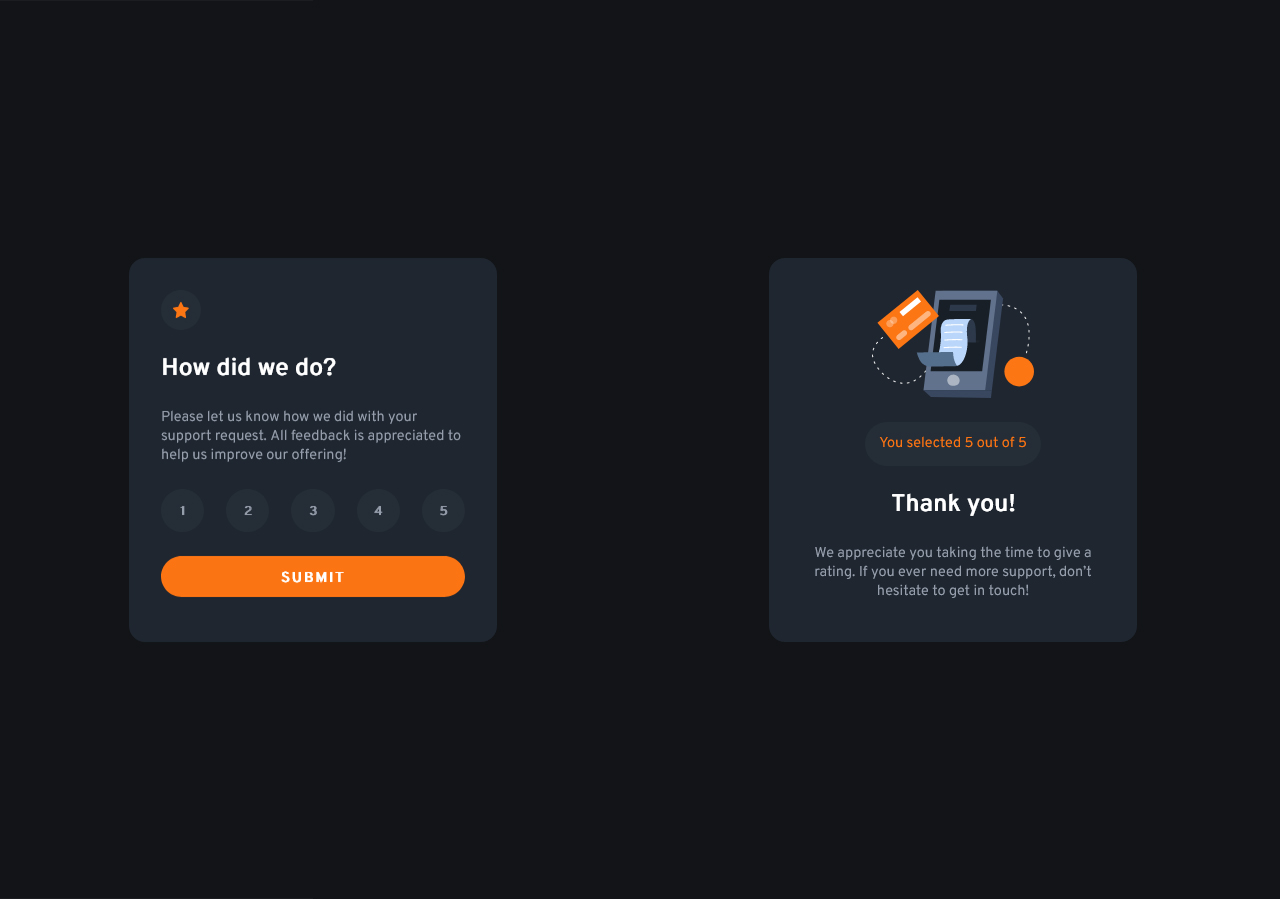 How did we do?
Please let us know how we did with your
support request. All feedback is appreciated to
help us improve our offering!
1 2 3 4 5
SUBMIT
You selected 5 out of 5
Thank you!
We appreciate you taking the time to give a
rating. If you ever need more support, don’t
hesitate to get in touch!